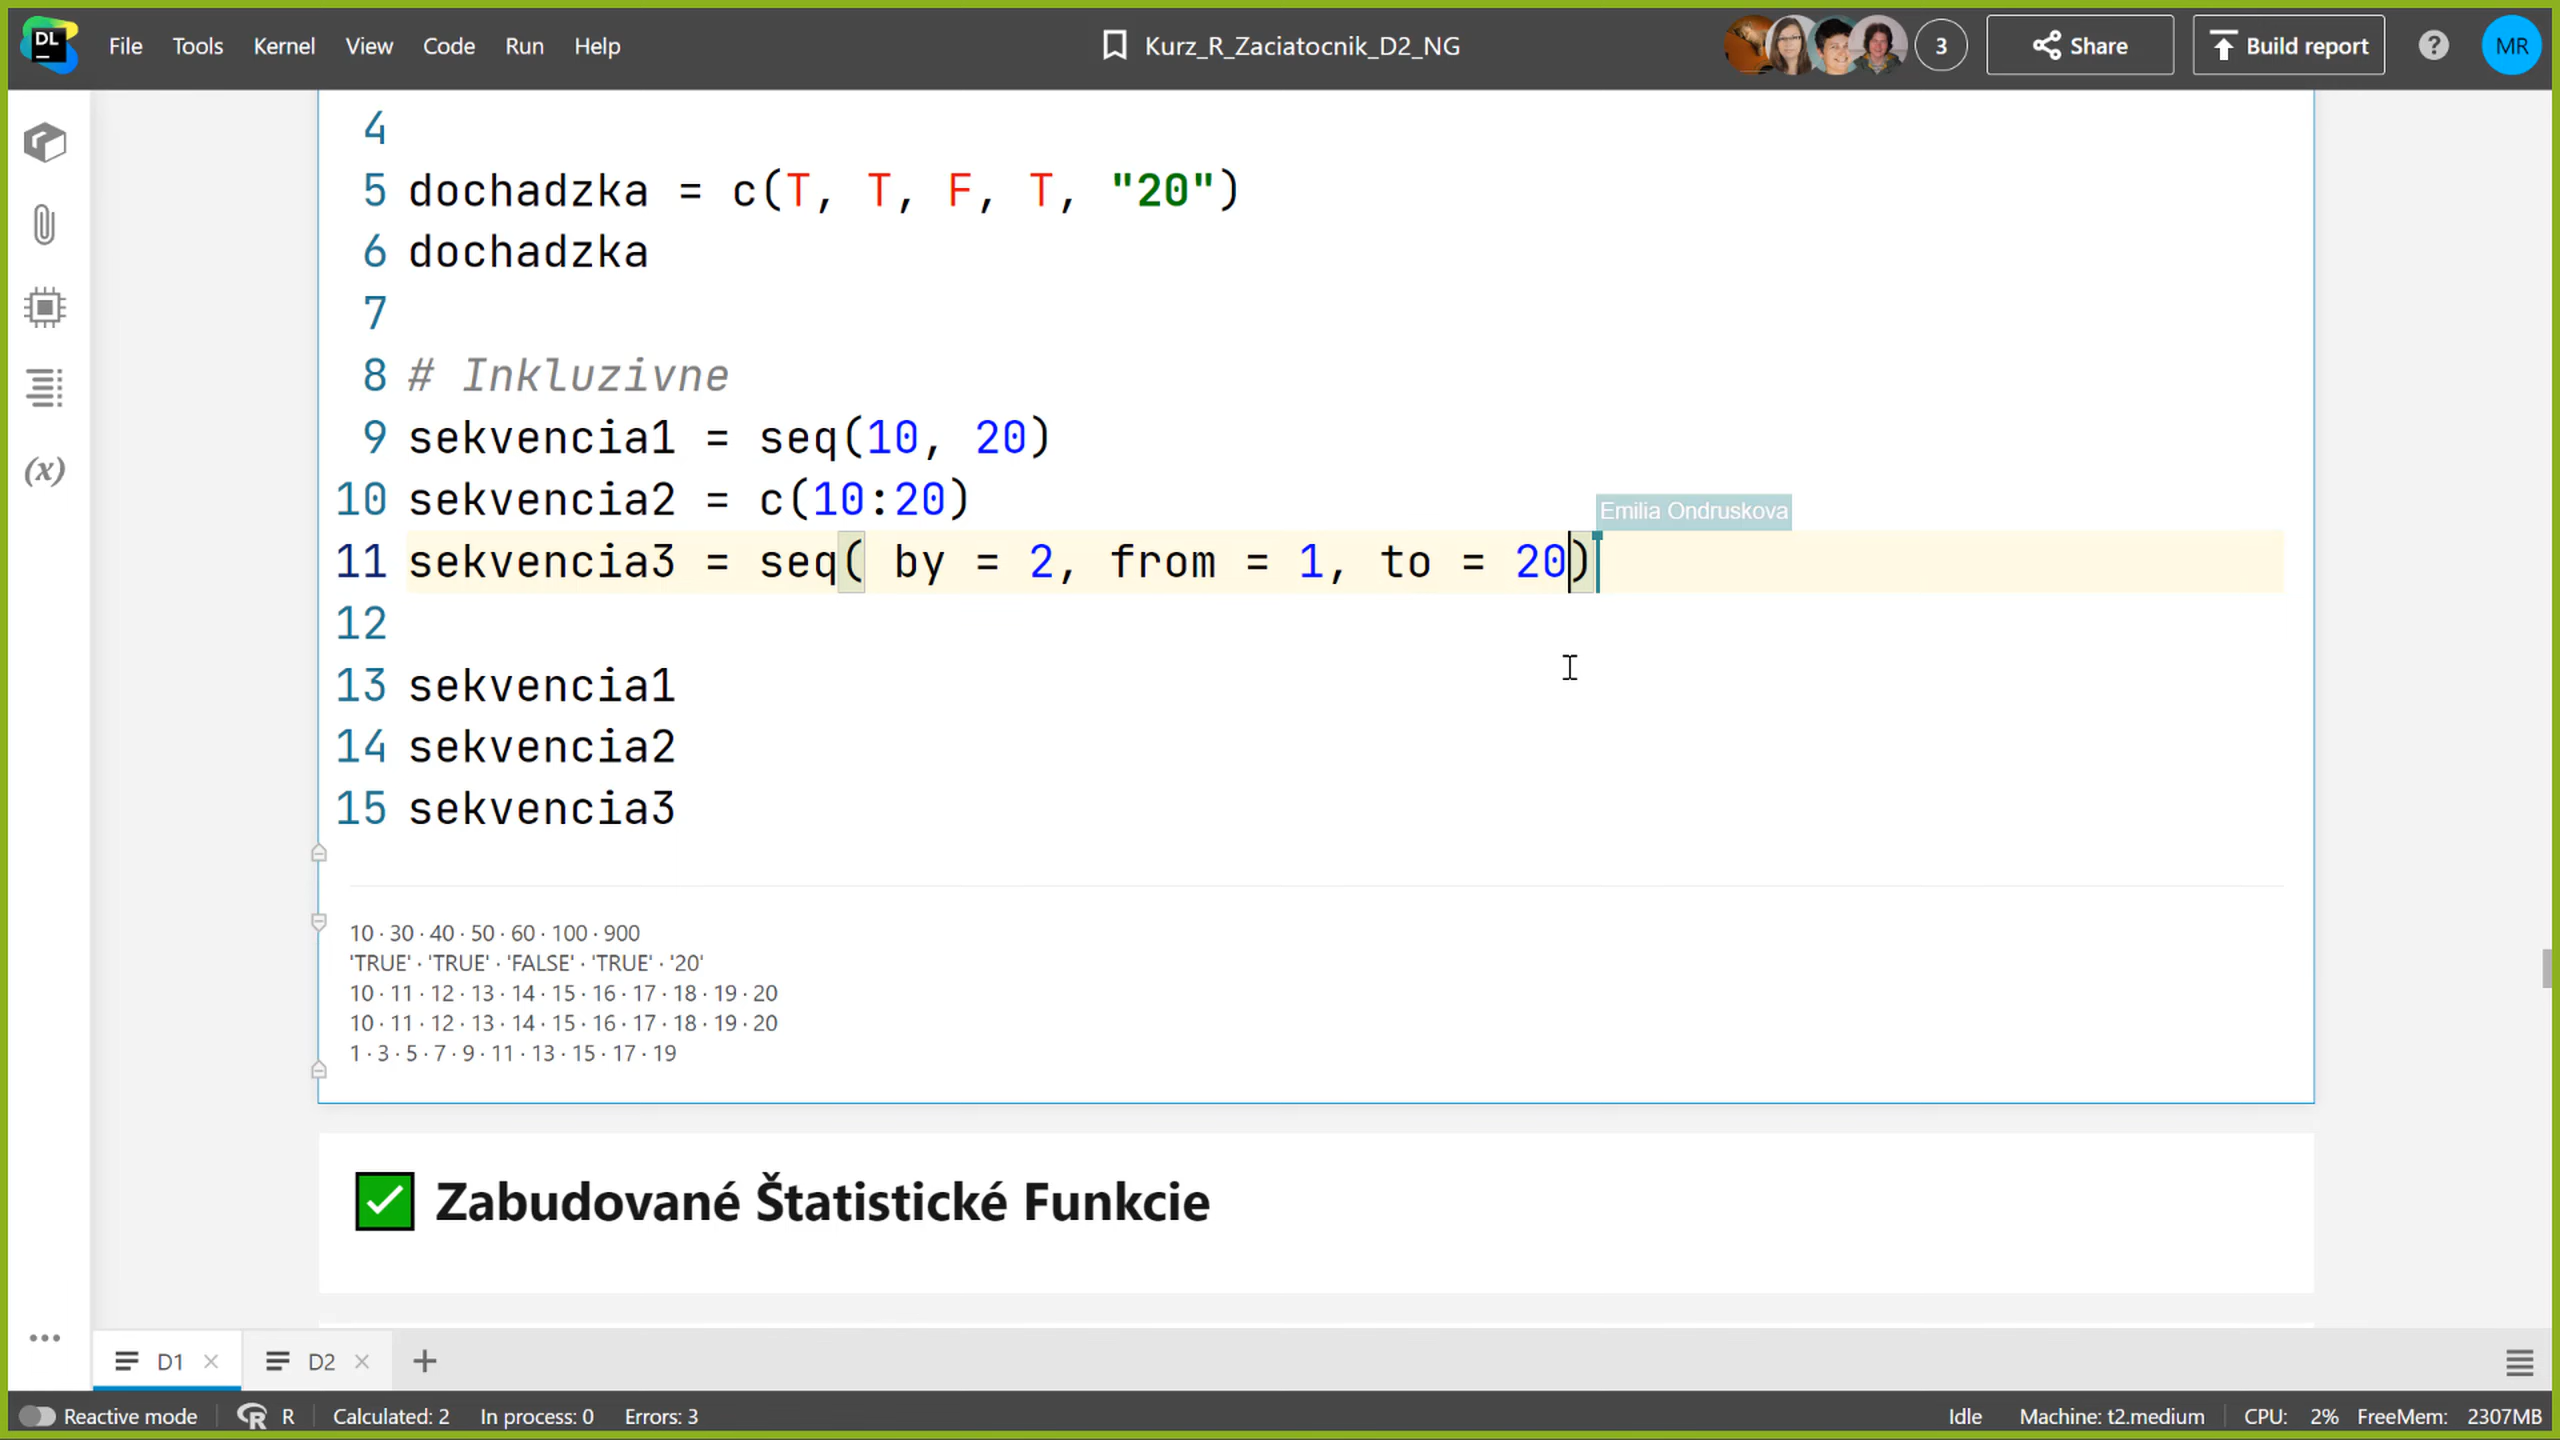 DL
File Tools Kernel View Code Run Help
Kurz_R_Zaciatocnik_D2_NG
3
Share
Build report
?
MR
4
5 dochadzka = c(T, T, F, T, "20")
6 dochadzka
7
8 # Inkluzivne
9 sekvencia1 = seq(10, 20)
10 sekvencia2 = c(10:20)
Emilia Ondruskova
11 sekvencia3 = seq( by = 2, from = 1, to = 20)
12
13 sekvencia1
14 sekvencia2
15 sekvencia3
(x)
10 · 30 · 40 · 50 · 60 · 100 · 900
'TRUE' · 'TRUE' · 'FALSE' · 'TRUE' · '20'
10 · 11 · 12 · 13 · 14 · 15 · 16 · 17 · 18 · 19 · 20
10 · 11 · 12 · 13 · 14 · 15 · 16 · 17 · 18 · 19 · 20
1 · 3 · 5 · 7 · 9 · 11 · 13 · 15 · 17 · 19
✅ Zabudované Štatistické Funkcie
D1 × D2 × +
Reactive mode R R Calculated: 2 In process: 0 Errors: 3 Idle Machine: t2.medium CPU: 2% FreeMem: 2307MB